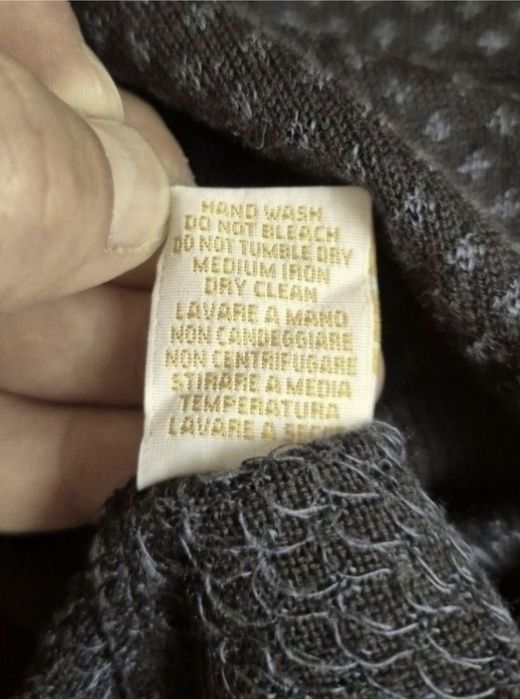 HAND WASH
DO NOT BLEACH
DO NOT TUMBLE DRY
MEDIUM IRON
DRY CLEAN
LAVARE A MANO
NON CANDEGGIARE
NON CENTRIFUGARE
STIRARE A MEDIA
TEMPERATURA
LAVARE A